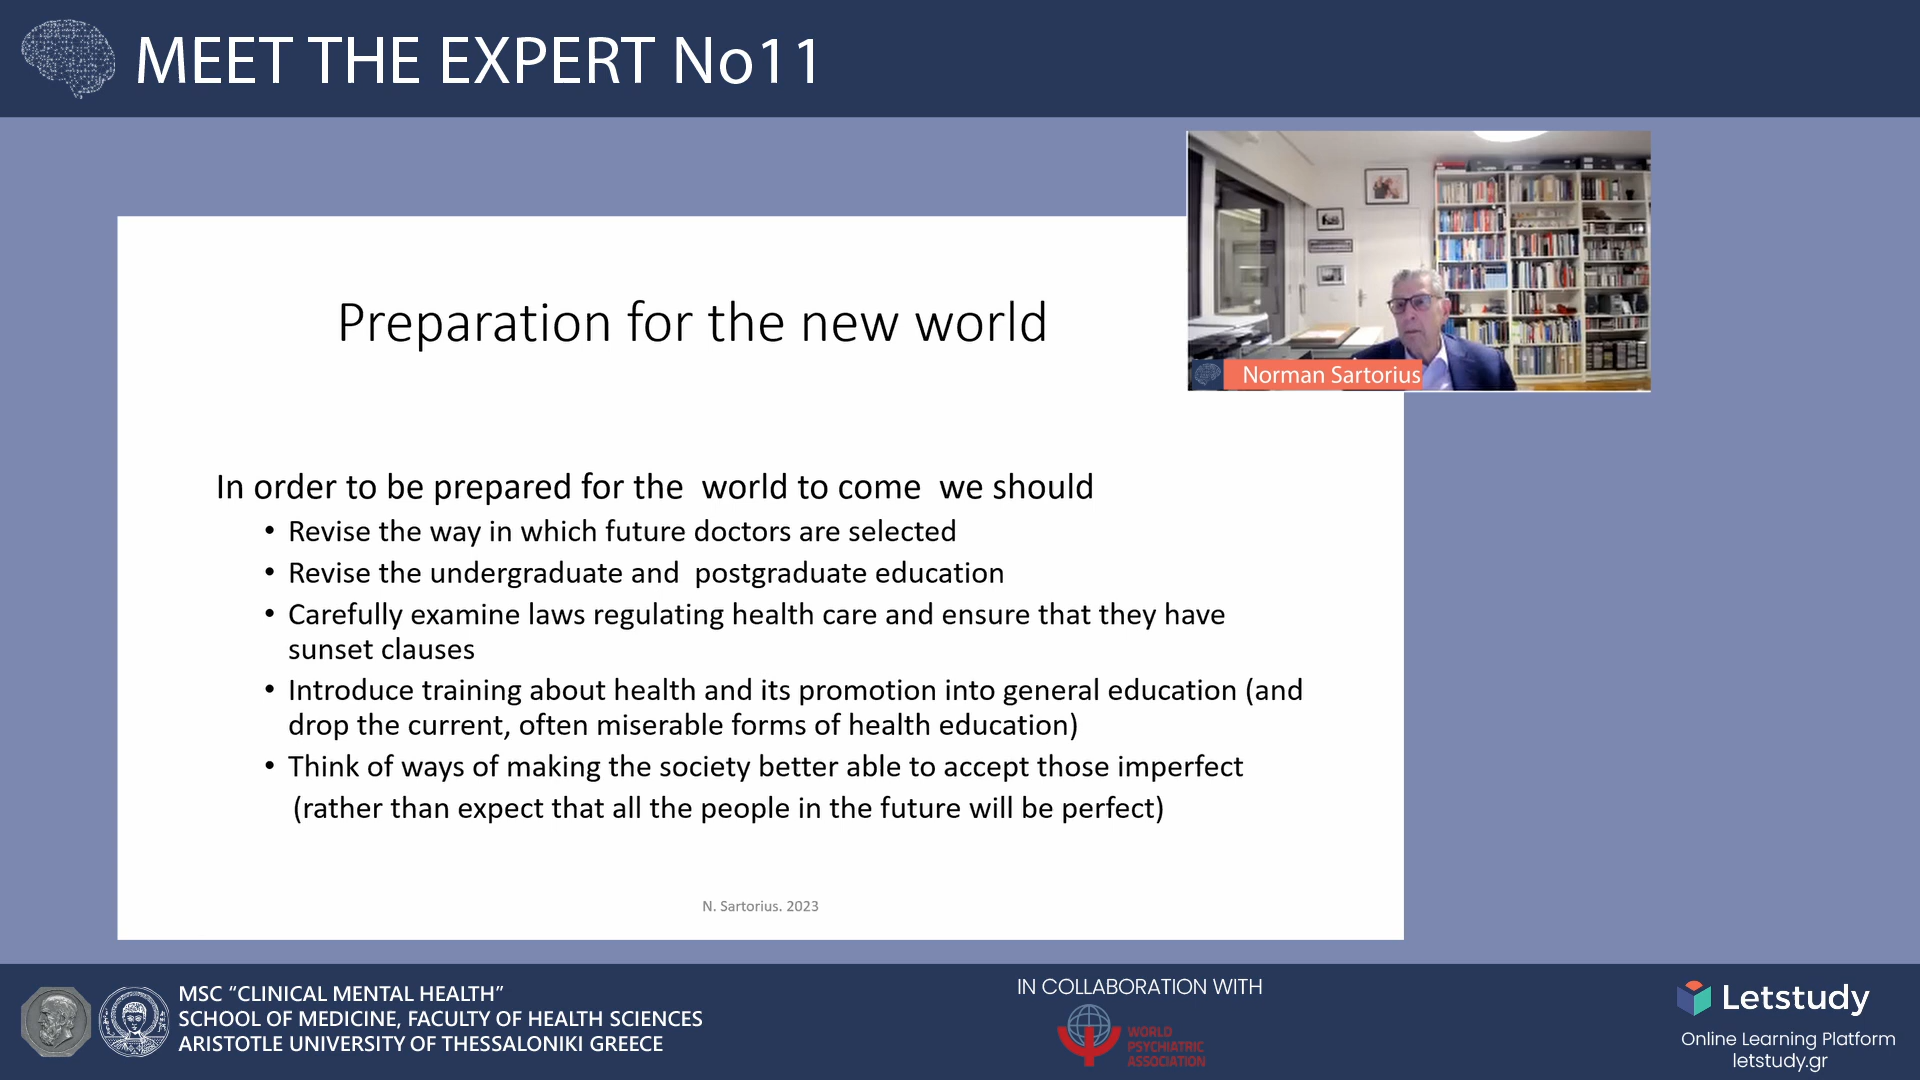 MEET THE EXPERT No11
Norman Sartorius
Preparation for the new world
In order to be prepared for the world to come we should
• Revise the way in which future doctors are selected
• Revise the undergraduate and postgraduate education
• Carefully examine laws regulating health care and ensure that they have
sunset clauses
• Introduce training about health and its promotion into general education (and
drop the current, often miserable forms of health education)
• Think of ways of making the society better able to accept those imperfect
(rather than expect that all the people in the future will be perfect)
N. Sartorius. 2023
MSC “CLINICAL MENTAL HEALTH”
SCHOOL OF MEDICINE, FACULTY OF HEALTH SCIENCES
ARISTOTLE UNIVERSITY OF THESSALONIKI GREECE
IN COLLABORATION WITH
WORLD
PSYCHIATRIC
ASSOCIATION
Letstudy
Online Learning Platform
letstudy.gr